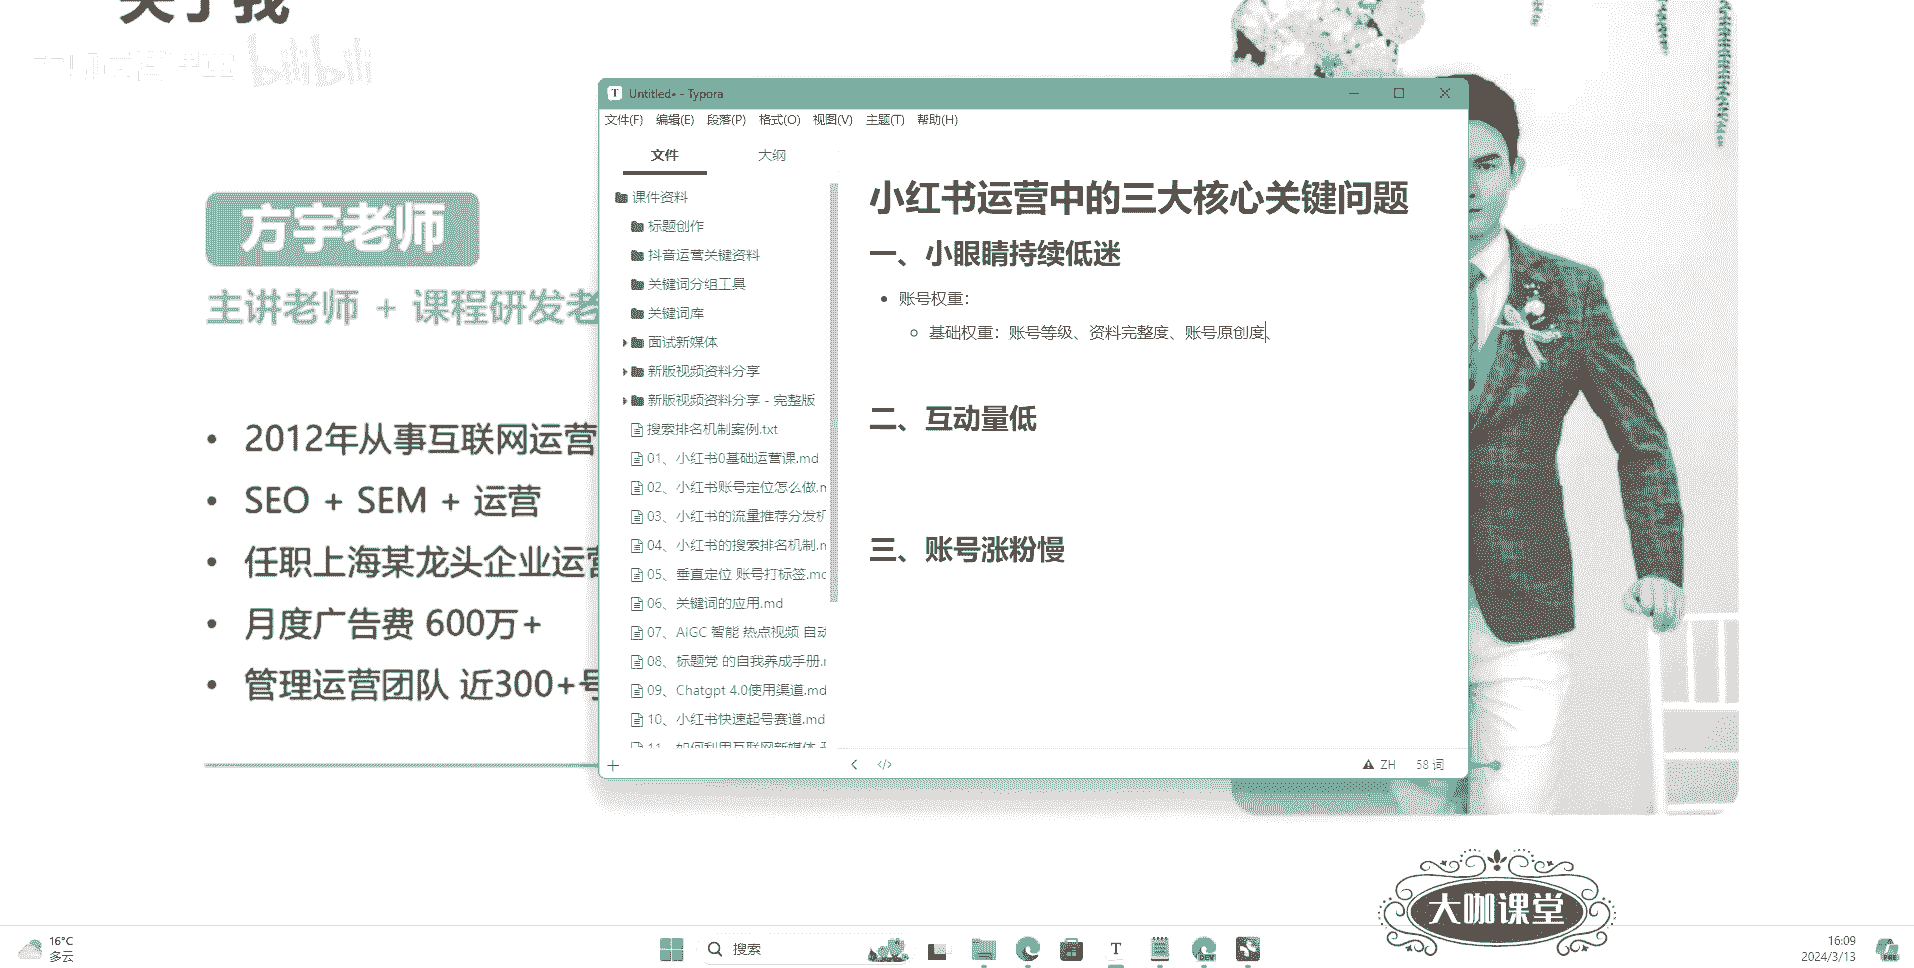 关于我
bilibili
方宇老师
主讲老师 + 课程研发老
2012年从事互联网运营
SEO + SEM + 运营
任职上海某龙头企业运营
月度广告费 600万+
管理运营团队 近300+号
Untitled• - Typora
文件(F) 编辑(E) 段落(P) 格式(O) 视图(V) 主题(T) 帮助(H)
文件 大纲
课件资料
标题创作
抖音运营关键资料
关键词分组工具
关键词库
面试新媒体
新版视频资料分享
新版视频资料分享 - 完整版
搜索排名机制案例.txt
01、小红书0基础运营课.md
02、小红书账号定位怎么做.m
03、小红书的流量推荐分发机
04、小红书的搜索排名机制.m
05、垂直定位 账号打标签.md
06、关键词的应用.md
07、AIGC 智能 热点视频 自动
08、标题党 的自我养成手册.m
09、Chatgpt 4.0使用渠道.md
10、小红书快速起号赛道.md
11、如何利用互联网新媒体
小红书运营中的三大核心关键问题
一、小眼睛持续低迷
账号权重：
基础权重：账号等级、资料完整度、账号原创度、
二、互动量低
三、账号涨粉慢
ZH 58 词
大咖课堂
16°C
多云
搜索
16:09
2024/3/13